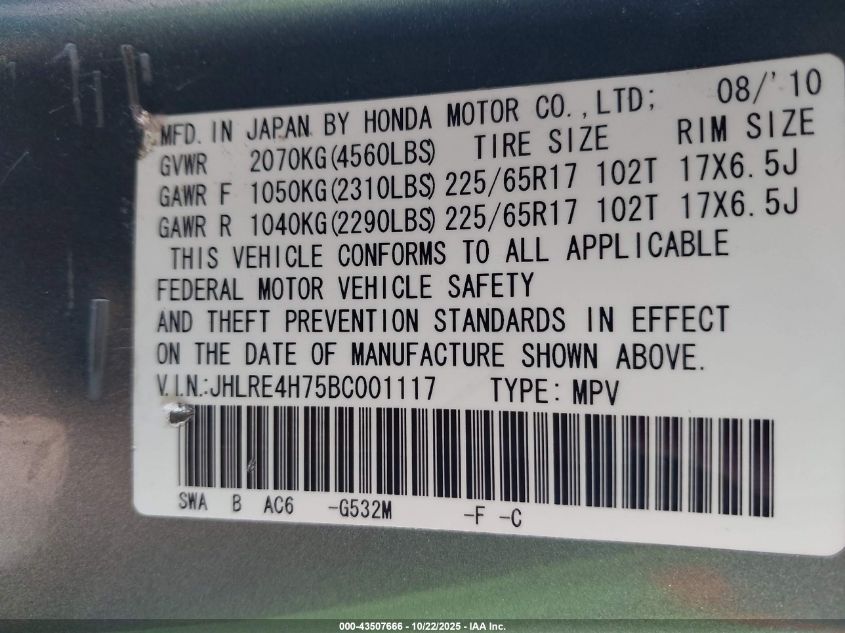 MFD. IN JAPAN BY HONDA MOTOR CO.,LTD; 08/'10
GVWR 2070KG(4560LBS) TIRE SIZE RIM SIZE
GAWR F 1050KG(2310LBS) 225/65R17 102T 17X6.5J
GAWR R 1040KG(2290LBS) 225/65R17 102T 17X6.5J
THIS VEHICLE CONFORMS TO ALL APPLICABLE
FEDERAL MOTOR VEHICLE SAFETY
AND THEFT PREVENTION STANDARDS IN EFFECT
ON THE DATE OF MANUFACTURE SHOWN ABOVE.
V.I.N.:JHLRE4H75BC001117 TYPE: MPV
SWA B AC6 -G532M -F -C
000-43507666 - 10/22/2025 - IAA Inc.